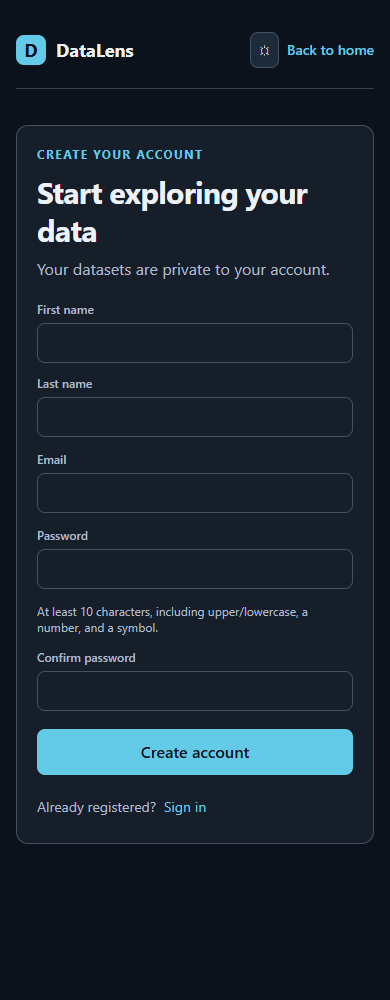 D DataLens
Back to home
CREATE YOUR ACCOUNT
Start exploring your
data
Your datasets are private to your account.
First name
Last name
Email
Password
At least 10 characters, including upper/lowercase, a
number, and a symbol.
Confirm password
Create account
Already registered? Sign in